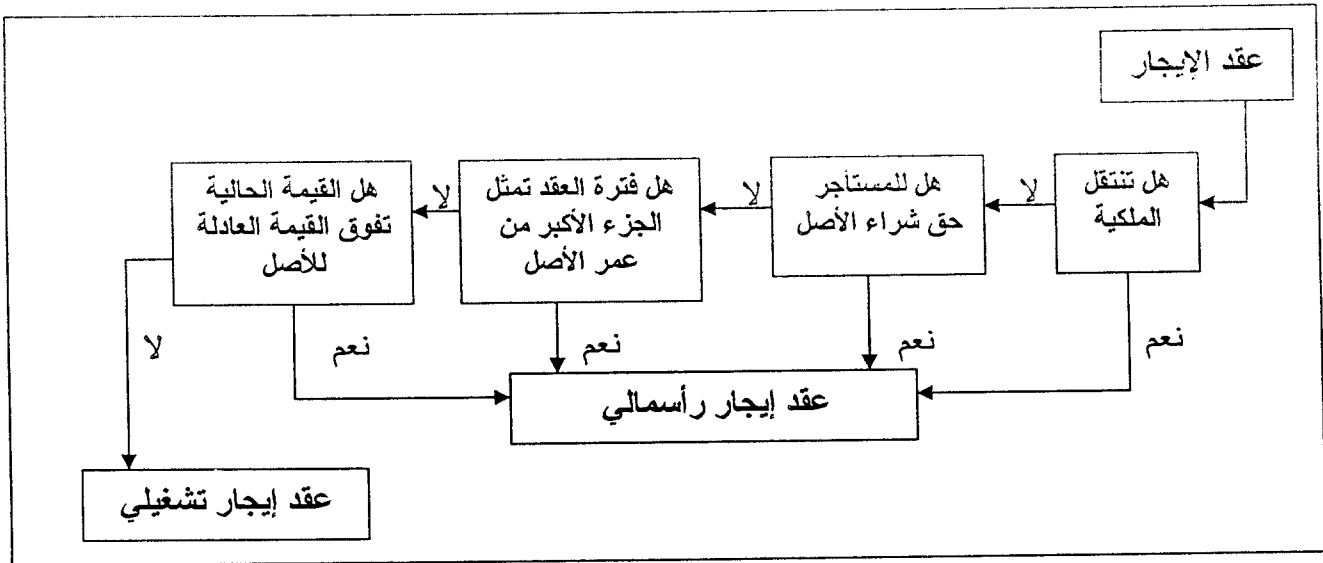 عقد الإيجار
هل تنتقل
الملكية
لا
هل للمستأجر
حق شراء الأصل
لا
هل فترة العقد تمثل
الجزء الأكبر من
عمر الأصل
لا
هل القيمة الحالية
تفوق القيمة العادلة
للأصل
نعم
نعم
نعم
نعم
لا
عقد إيجار رأسمالي
عقد إيجار تشغيلي